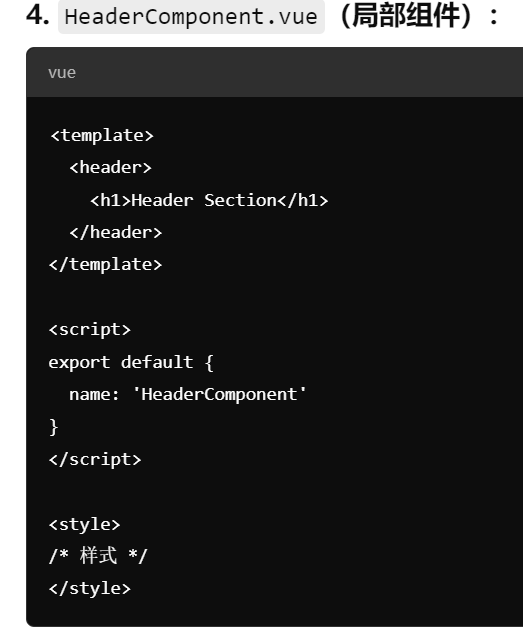 4. HeaderComponent.vue（局部组件）：
vue
<template>
  <header>
    <h1>Header Section</h1>
  </header>
</template>

<script>
export default {
  name: 'HeaderComponent'
}
</script>

<style>
/* 样式 */
</style>